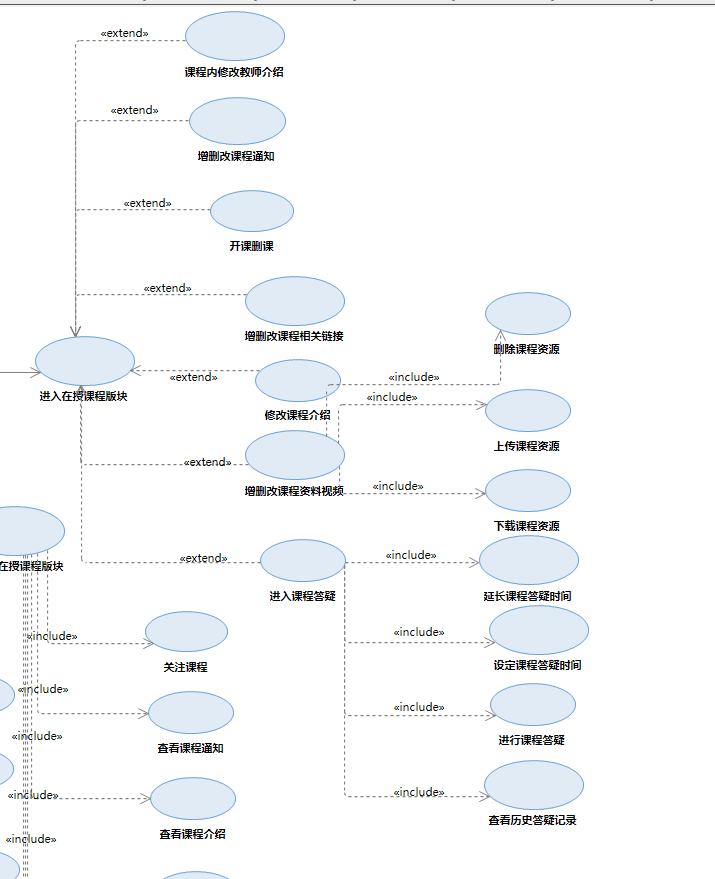 «extend»
课程内修改教师介绍
«extend»
增删改课程通知
«extend»
开课删课
«extend»
增删改课程相关链接
删除课程资源
进入在授课程版块
«extend»
«include»
修改课程介绍
«include»
上传课程资源
«extend»
增删改课程资料视频
«include»
下载课程资源
«extend»
进入课程答疑
«include»
延长课程答疑时间
在授课程版块
«include»
设定课程答疑时间
«include»
关注课程
«include»
查看课程通知
«include»
进行课程答疑
«include»
«include»
查看课程介绍
«include»
查看历史答疑记录
«include»